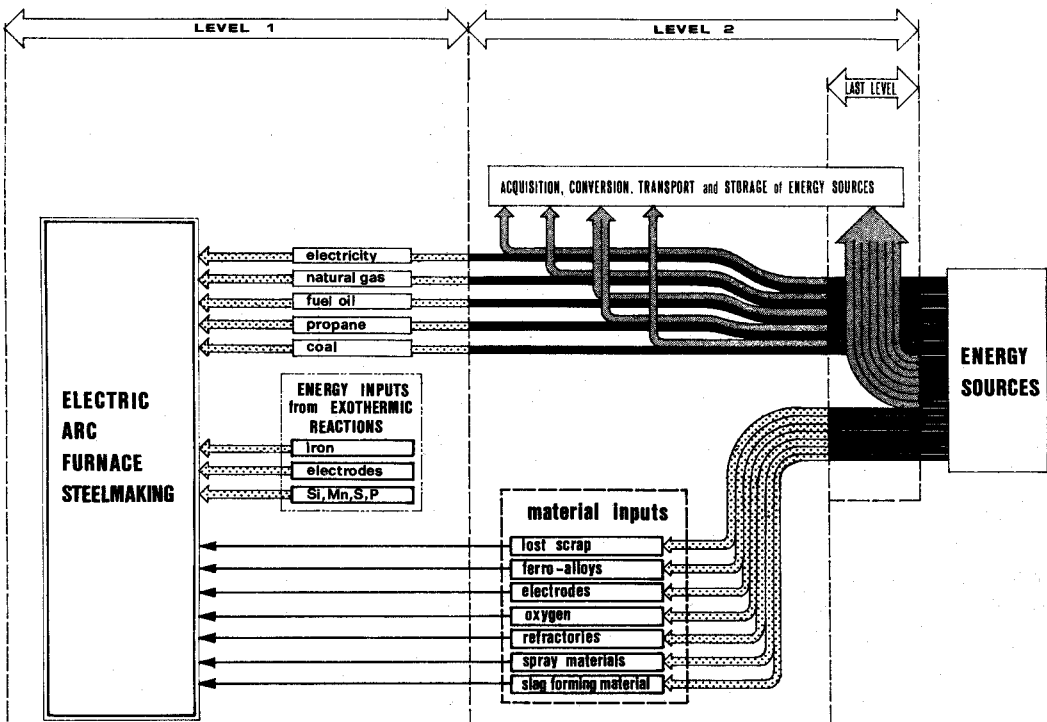 LEVEL 1
LEVEL 2
LAST LEVEL
ACQUISITION, CONVERSION, TRANSPORT and STORAGE of ENERGY SOURCES
electricity
natural gas
fuel oil
propane
coal
ENERGY INPUTS
from EXOTHERMIC
REACTIONS
iron
electrodes
Si, Mn, S, P
ELECTRIC
ARC
FURNACE
STEELMAKING
ENERGY
SOURCES
material inputs
lost scrap
ferro-alloys
electrodes
oxygen
refractories
spray materials
slag forming material